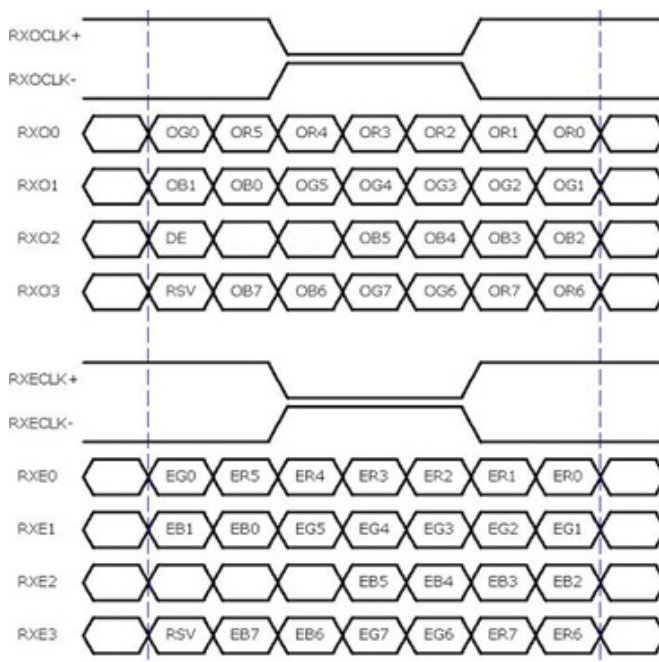 RXOCLK+
RXOCLK-
RXO0 OG0 OR5 OR4 OR3 OR2 OR1 OR0
RXO1 OB1 OB0 OG5 OG4 OG3 OG2 OG1
RXO2 DE OB5 OB4 OB3 OB2
RXO3 RSV OB7 OB6 OG7 OG6 OR7 OR6
RXECLK+
RXECLK-
RXE0 EG0 ER5 ER4 ER3 ER2 ER1 ER0
RXE1 EB1 EB0 EG5 EG4 EG3 EG2 EG1
RXE2 EB5 EB4 EB3 EB2
RXE3 RSV EB7 EB6 EG7 EG6 ER7 ER6